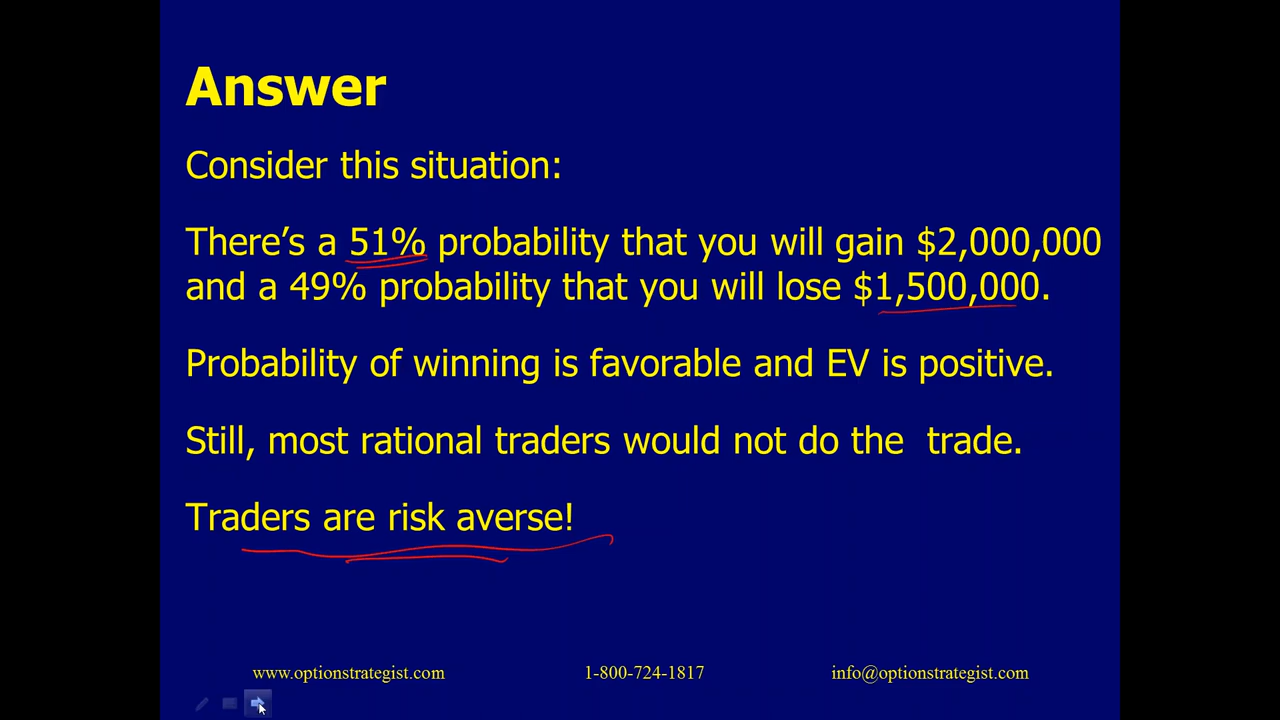 Answer
Consider this situation:
There’s a 51% probability that you will gain $2,000,000
and a 49% probability that you will lose $1,500,000.
Probability of winning is favorable and EV is positive.
Still, most rational traders would not do the  trade.
Traders are risk averse!
www.optionstrategist.com 1-800-724-1817 info@optionstrategist.com